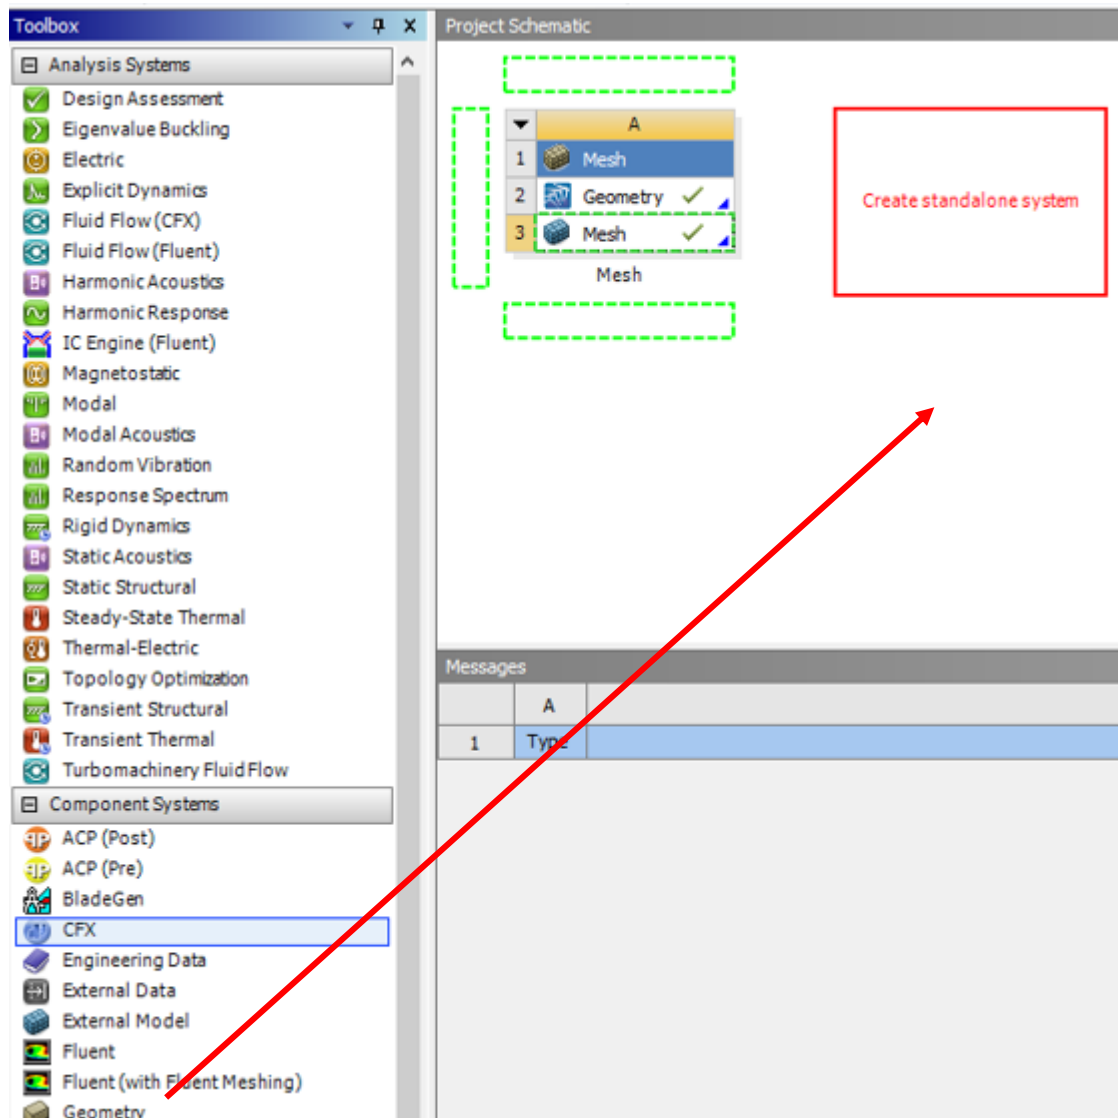 Toolbox
Analysis Systems
Design Assessment
Eigenvalue Buckling
Electric
Explicit Dynamics
Fluid Flow (CFX)
Fluid Flow (Fluent)
Harmonic Acoustics
Harmonic Response
IC Engine (Fluent)
Magnetostatic
Modal
Modal Acoustics
Random Vibration
Response Spectrum
Rigid Dynamics
Static Acoustics
Static Structural
Steady-State Thermal
Thermal-Electric
Topology Optimization
Transient Structural
Transient Thermal
Turbomachinery Fluid Flow
Component Systems
ACP (Post)
ACP (Pre)
BladeGen
CFX
Engineering Data
External Data
External Model
Fluent
Fluent (with Fluent Meshing)
Geometry
Project Schematic
A
1 Mesh
2 Geometry
3 Mesh
Mesh
Create standalone system
Messages
A
1 Type